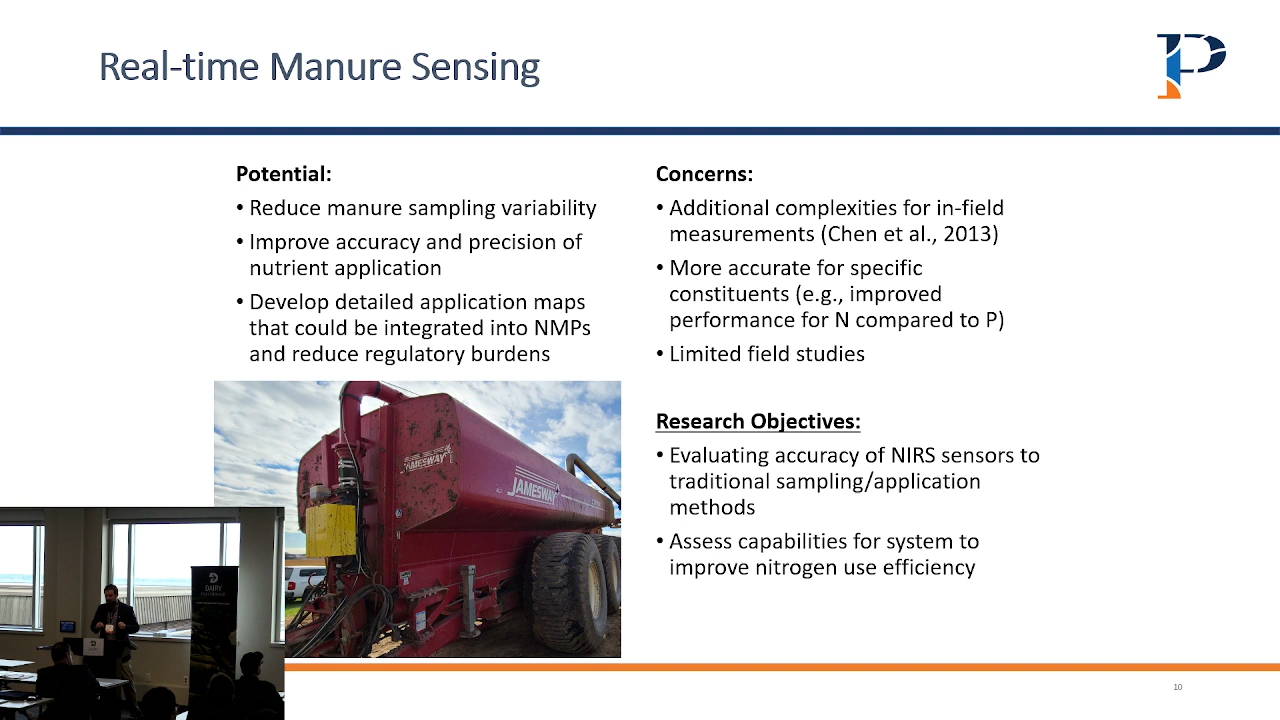 Real-time Manure Sensing
Potential:
• Reduce manure sampling variability
• Improve accuracy and precision of
nutrient application
• Develop detailed application maps
that could be integrated into NMPs
and reduce regulatory burdens
Concerns:
• Additional complexities for in-field
measurements (Chen et al., 2013)
• More accurate for specific
constituents (e.g., improved
performance for N compared to P)
• Limited field studies
Research Objectives:
• Evaluating accuracy of NIRS sensors to
traditional sampling/application
methods
• Assess capabilities for system to
improve nitrogen use efficiency
JAMESWAY
JAMESWAY
DAIRY
10